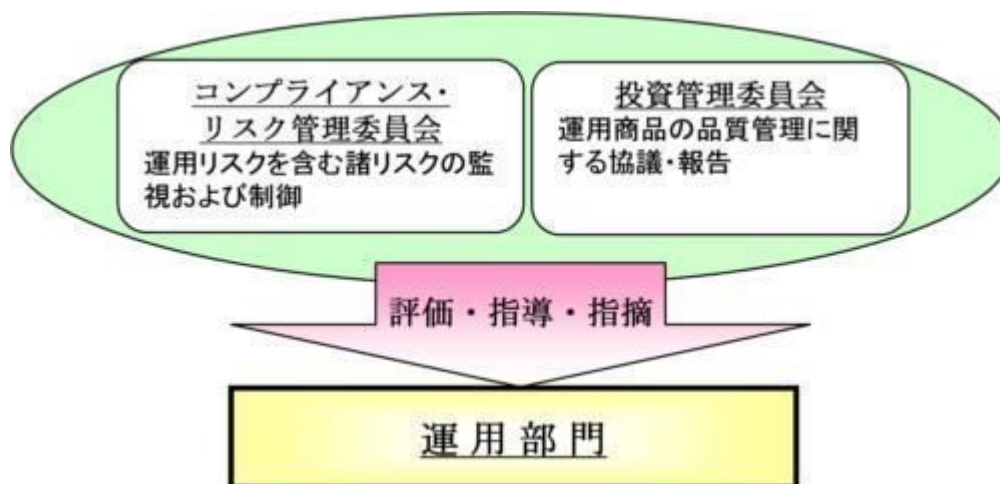 コンプライアンス・
リスク管理委員会
運用リスクを含む諸リスクの監
視および制御
投資管理委員会
運用商品の品質管理に関
する協議・報告
評価・指導・指摘
運用部門